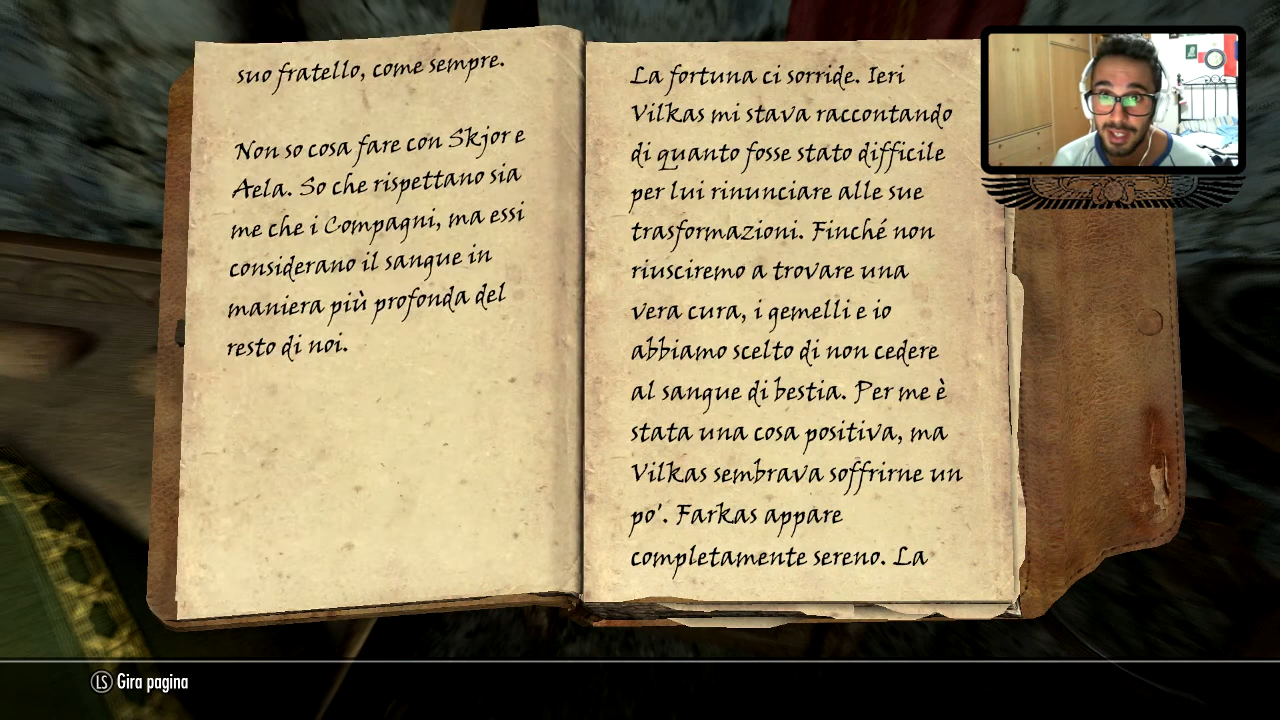 suo fratello, come sempre.
Non so cosa fare con Skjor e
Aela. So che rispettano sia
me che i Compagni, ma essi
considerano il sangue in
maniera più profonda del
resto di noi.
La fortuna ci sorride. Ieri
Vilkas mi stava raccontando
di quanto fosse stato difficile
per lui rinunciare alle sue
trasformazioni. Finché non
riusciremo a trovare una
vera cura, i gemelli e io
abbiamo scelto di non cedere
al sangue di bestia. Per me è
stata una cosa positiva, ma
Vilkas sembrava soffrirne un
po'. Farkas appare
completamente sereno. La
LS Gira pagina